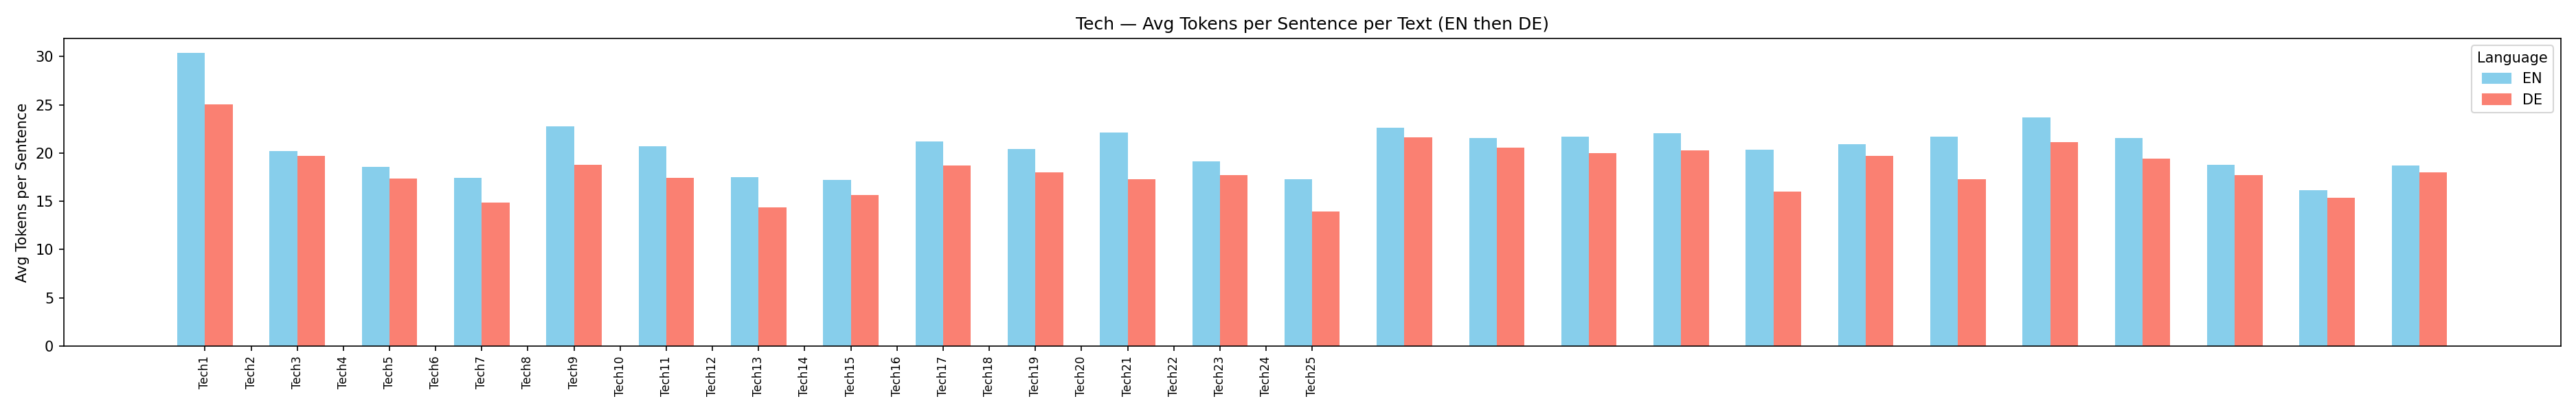 Tech — Avg Tokens per Sentence per Text (EN then DE)
Avg Tokens per Sentence
30
25
20
15
10
5
0
Language
EN
DE
Tech1
Tech2
Tech3
Tech4
Tech5
Tech6
Tech7
Tech8
Tech9
Tech10
Tech11
Tech12
Tech13
Tech14
Tech15
Tech16
Tech17
Tech18
Tech19
Tech20
Tech21
Tech22
Tech23
Tech24
Tech25